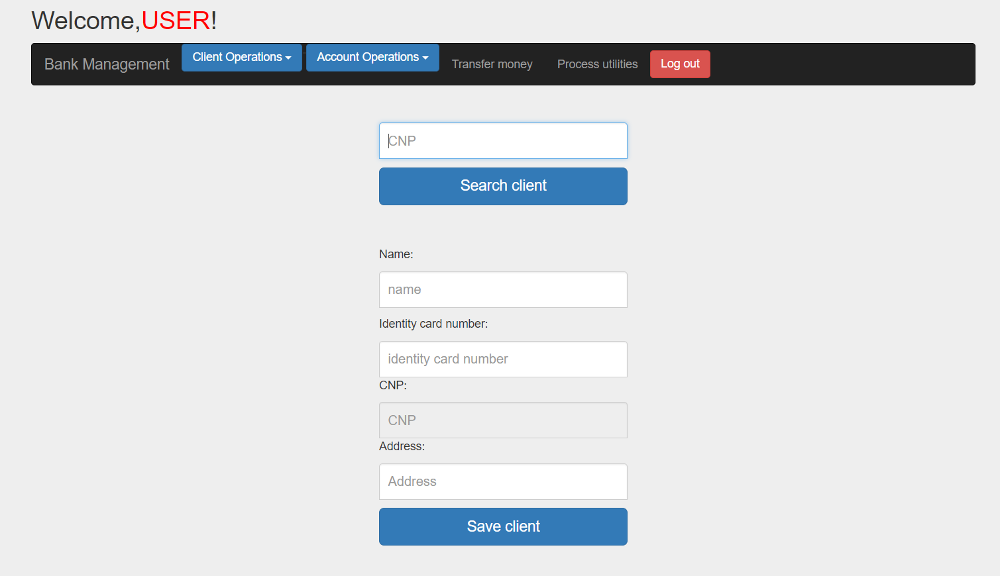 Welcome,USER!
Bank Management Client Operations Account Operations Transfer money Process utilities Log out
CNP
Search client
Name:
name
Identity card number:
identity card number
CNP:
CNP
Address:
Address
Save client